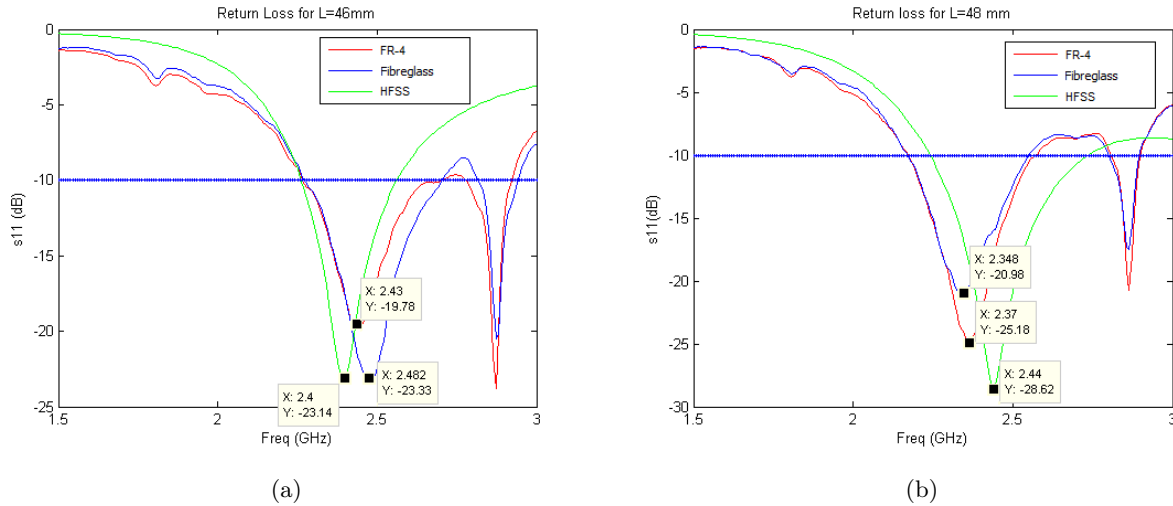 Return Loss for L=46mm
0
-5
-10
-15
-20
-25
1.5
2
2.5
3
s11 (dB)
Freq (GHz)
FR-4
Fibreglass
HFSS
X: 2.43
Y: -19.78
X: 2.482
Y: -23.33
X: 2.4
Y: -23.14
(a)
Return loss for L=48 mm
0
-5
-10
-15
-20
-25
-30
1.5
2
2.5
3
s11(dB)
Freq (GHz)
FR-4
Fibreglass
HFSS
X: 2.348
Y: -20.98
X: 2.37
Y: -25.18
X: 2.44
Y: -28.62
(b)